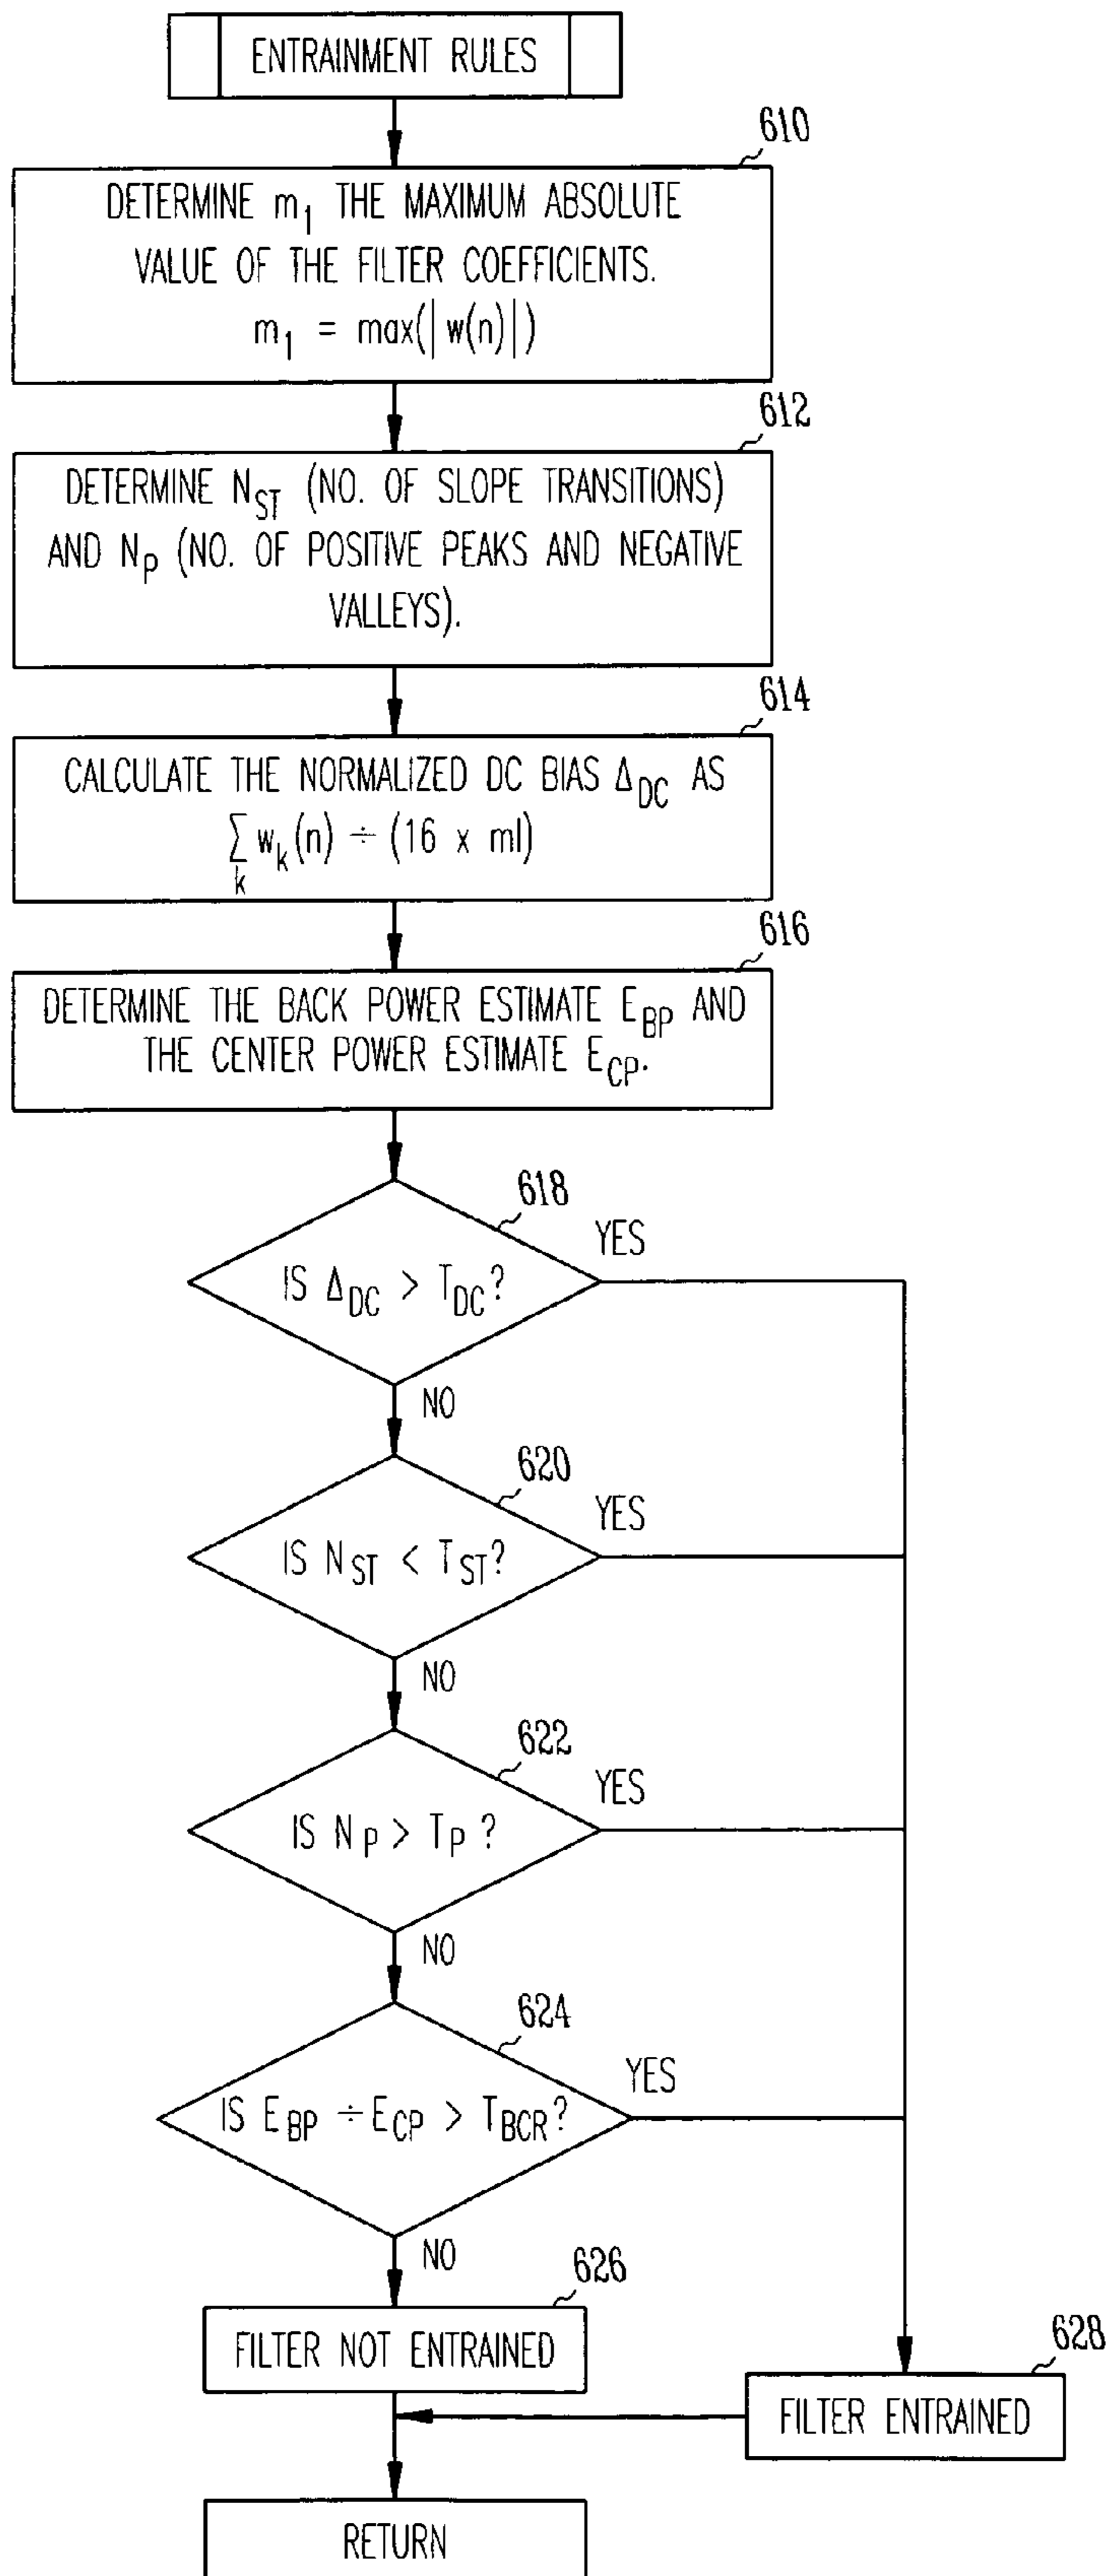 ENTRAINMENT RULES
610
DETERMINE m1 THE MAXIMUM ABSOLUTE
VALUE OF THE FILTER COEFFICIENTS.
m1 = max(|w(n)|)
612
DETERMINE NST (NO. OF SLOPE TRANSITIONS)
AND NP (NO. OF POSITIVE PEAKS AND NEGATIVE
VALLEYS).
614
CALCULATE THE NORMALIZED DC BIAS ΔDC AS
∑k wk(n) ÷ (16 x ml)
616
DETERMINE THE BACK POWER ESTIMATE EBP AND
THE CENTER POWER ESTIMATE ECP.
618
IS ΔDC > TDC?
YES
NO
620
IS NST < TST?
YES
NO
622
IS NP > TP ?
YES
NO
624
IS EBP ÷ ECP > TBCR?
YES
NO
626
FILTER NOT ENTRAINED
628
FILTER ENTRAINED
RETURN